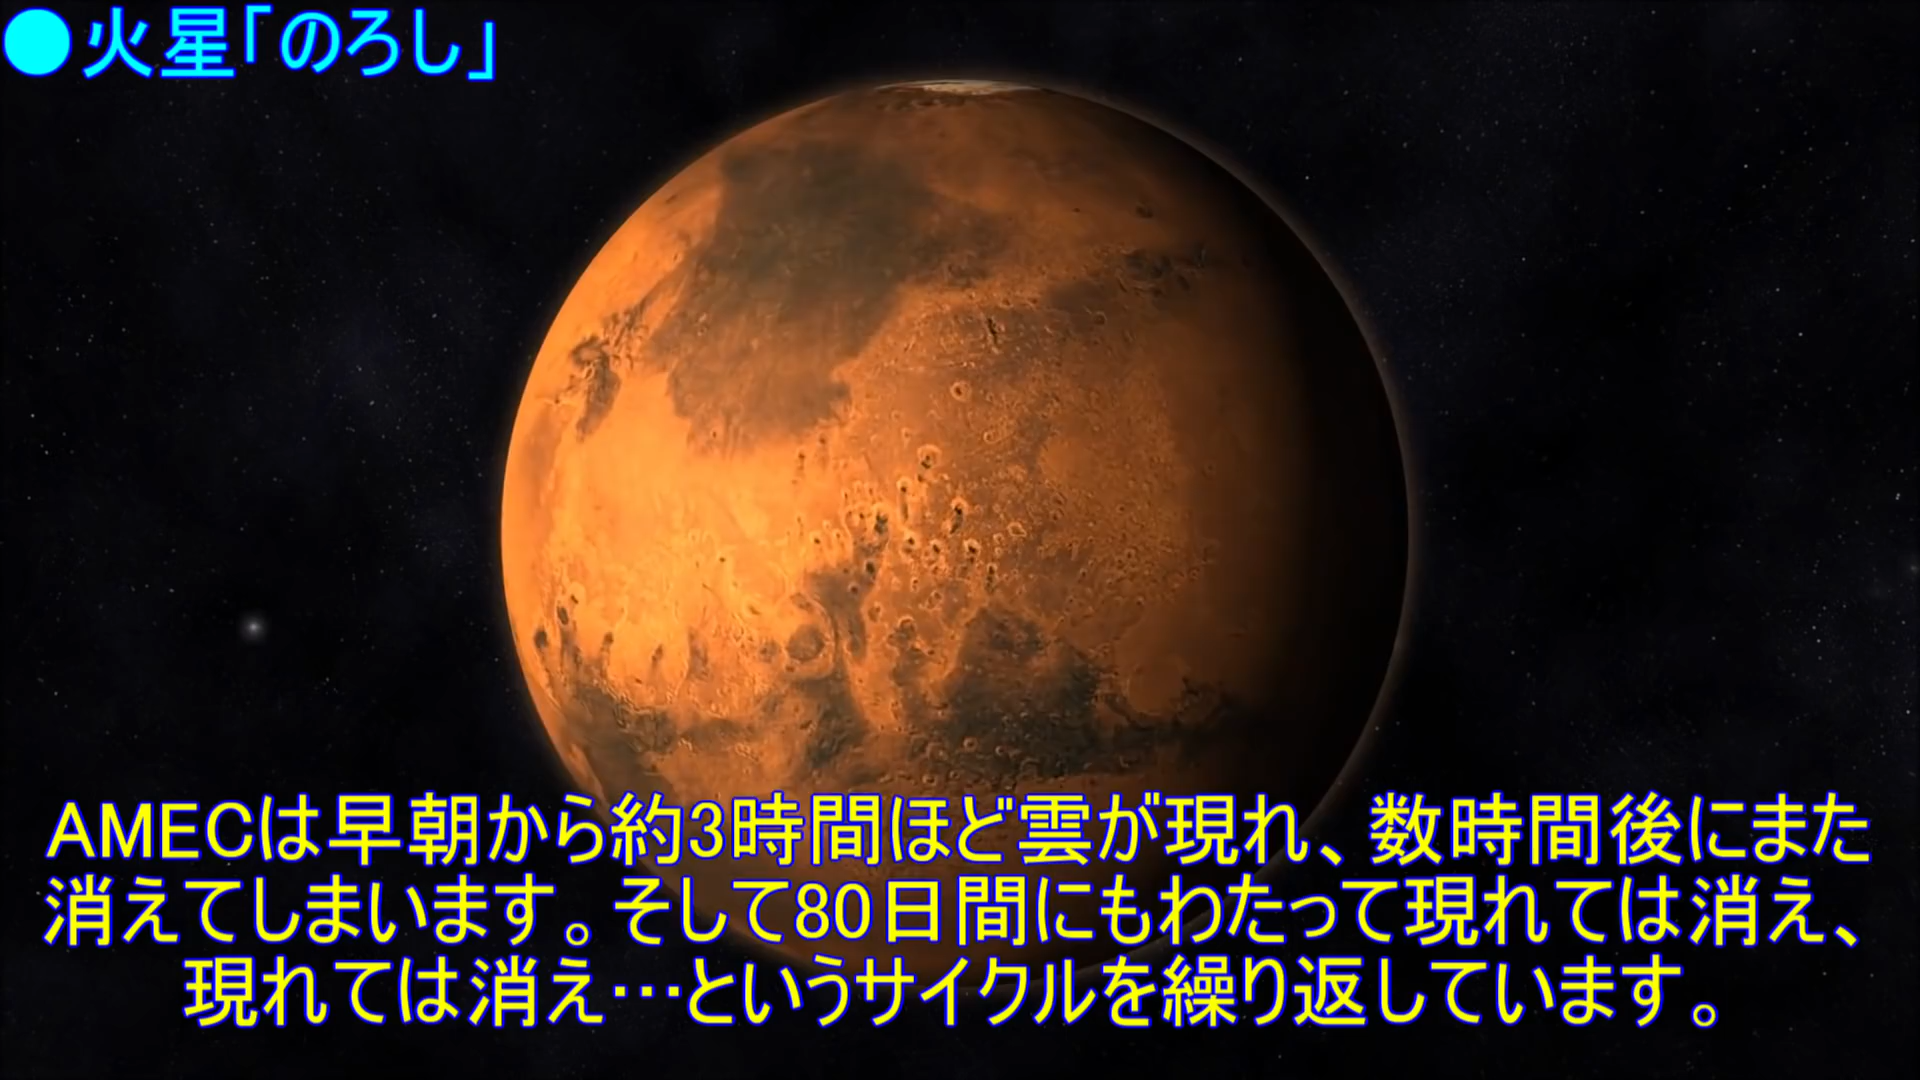 ●火星「のろし」
AMECは早朝から約3時間ほど雲が現れ、数時間後にまた
消えてしまいます。そして80日間にもわたって現れては消え、
現れては消え…というサイクルを繰り返しています。